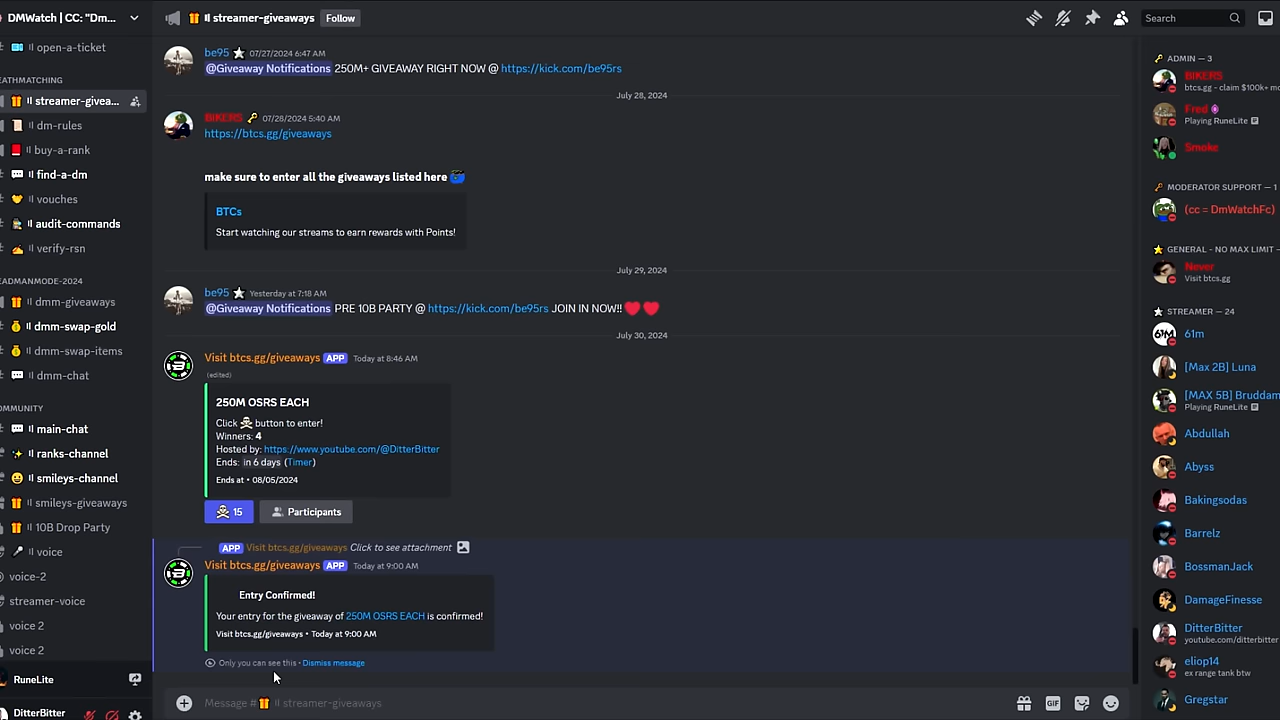 DMWatch | CC: "Dm...
open-a-ticket
EATHMATCHING
streamer-givea...
dm-rules
buy-a-rank
find-a-dm
vouches
audit-commands
verify-rsn
EADMANMODE-2024
dmm-giveaways
dmm-swap-gold
dmm-swap-items
dmm-chat
OMMUNITY
main-chat
ranks-channel
smileys-channel
smileys-giveaways
10B Drop Party
voice
voice-2
streamer-voice
voice 2
voice 2
RuneLite
DitterBitter
streamer-giveaways
Follow
Search
be95 07/27/2024 6:47 AM
@Giveaway Notifications 250M+ GIVEAWAY RIGHT NOW @ https://kick.com/be95rs
July 28, 2024
BIKERS 07/28/2024 5:40 AM
https://btcs.gg/giveaways
make sure to enter all the giveaways listed here
BTCs
Start watching our streams to earn rewards with Points!
July 29, 2024
be95 Yesterday at 7:18 AM
@Giveaway Notifications PRE 10B PARTY @ https://kick.com/be95rs JOIN IN NOW!!
July 30, 2024
Visit btcs.gg/giveaways APP Today at 8:46 AM
(edited)
250M OSRS EACH
Click button to enter!
Winners: 4
Hosted by: https://www.youtube.com/@DitterBitter
Ends: in 6 days (Timer)
Ends at • 08/05/2024
15
Participants
APP Visit btcs.gg/giveaways Click to see attachment
Visit btcs.gg/giveaways APP Today at 9:00 AM
Entry Confirmed!
Your entry for the giveaway of 250M OSRS EACH is confirmed!
Visit btcs.gg/giveaways • Today at 9:00 AM
Only you can see this • Dismiss message
Message # streamer-giveaways
GIF
ADMIN — 3
BIKERS
btcs.gg - claim $100k+ mo
Fred
Playing RuneLite
Smoke
MODERATOR SUPPORT — 1
(cc = DmWatchFc)
GENERAL - NO MAX LIMIT —
Never
Visit btcs.gg
STREAMER — 24
61m
[Max 2B] Luna
[MAX 5B] Bruddam
Playing RuneLite
Abdullah
Abyss
Bakingsodas
Barrelz
BossmanJack
DamageFinesse
DitterBitter
youtube.com/ditterbitter
eliop14
ex range tank btw
Gregstar